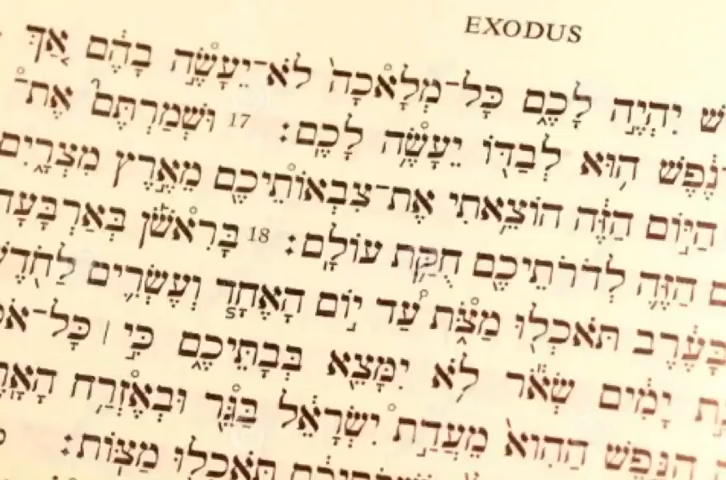 EXODUS
יִהְיֶה לָכֶם כָּל־מְלָאכָה לֹא־יֵעָשֶׂה בָהֶם אַךְ
הוּא לְבַדּוֹ יֵעָשֶׂה לָכֶם׃ 17 וּשְׁמַרְתֶּם אֶת־
הַיּוֹם הַזֶּה הוֹצֵאתִי אֶת־צִבְאוֹתֵיכֶם מֵאֶרֶץ מִצְרָיִם
הַזֶּה לְדֹרֹתֵיכֶם חֻקַּת עוֹלָם׃ 18 בָּרִאשֹׁן בְּאַרְבָּעָה
בָּעֶרֶב תֹּאכְלוּ מַצֹּת עַד יוֹם הָאֶחָד וְעֶשְׂרִים לַחֹדֶשׁ
יָמִים שְׂאֹר לֹא יִמָּצֵא בְּבָתֵּיכֶם כִּי ׀ כָּל־
הַנֶּפֶשׁ הַהִוא מֵעֲדַת יִשְׂרָאֵל בַּגֵּר וּבְאֶזְרַח
תֹּאכְלוּ מַצּוֹת׃